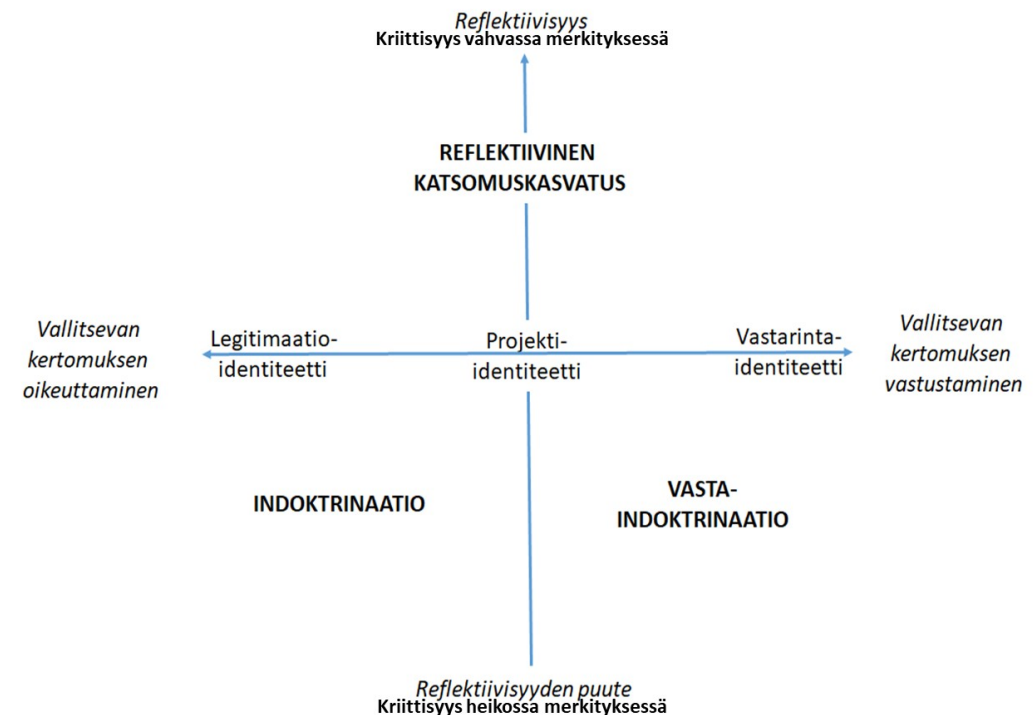 Reflektiivisyys
Kriittisyys vahvassa merkityksessä
REFLEKTIIVINEN
KATSOMUSKASVATUS
Vallitsevan
kertomuksen
oikeuttaminen
Legitimaatio-
identiteetti
Projekti-
identiteetti
Vastarinta-
identiteetti
Vallitsevan
kertomuksen
vastustaminen
INDOKTRINAATIO
VASTA-
INDOKTRINAATIO
Reflektiivisyyden puute
Kriittisyys heikossa merkityksessä